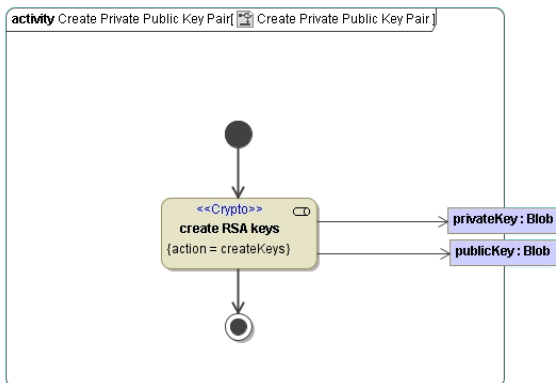 activity Create Private Public Key Pair[ Create Private Public Key Pair ]
<<Crypto>>
create RSA keys
{action = createKeys}
privateKey : Blob
publicKey : Blob